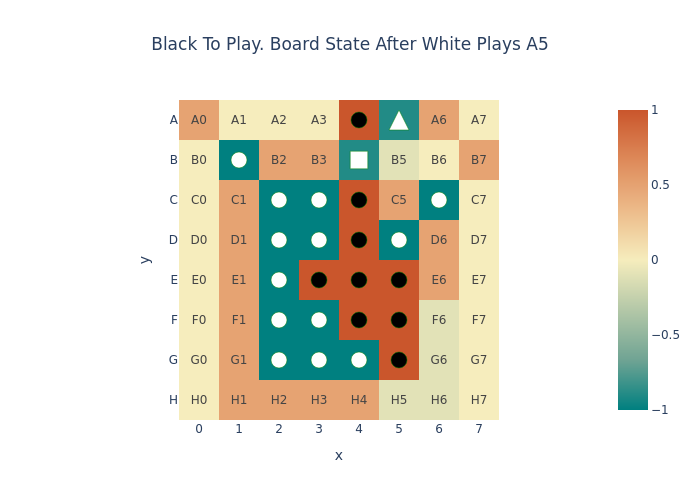 Black To Play. Board State After White Plays A5
A A0 A1 A2 A3 A6 A7 1
B B0 B2 B3 B5 B6 B7
C C0 C1 C5 C7 0.5
D D0 D1 D6 D7
y
E E0 E1 E6 E7 0
F F0 F1 F6 F7 −0.5
G G0 G1 G6 G7
H H0 H1 H2 H3 H4 H5 H6 H7 −1
0 1 2 3 4 5 6 7
x